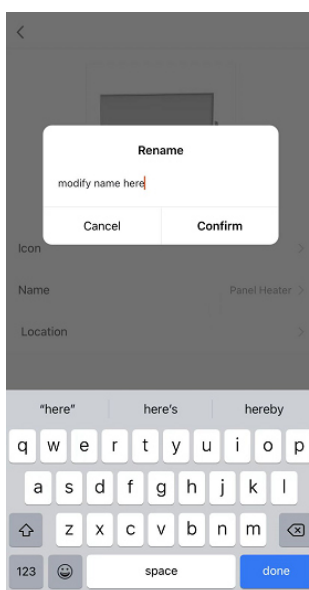 Rename
modify name here
Cancel Confirm
Icon
Name Panel Heater
Location
"here" here's hereby
q w e r t y u i o p
a s d f g h j k l
z x c v b n m
123 space done